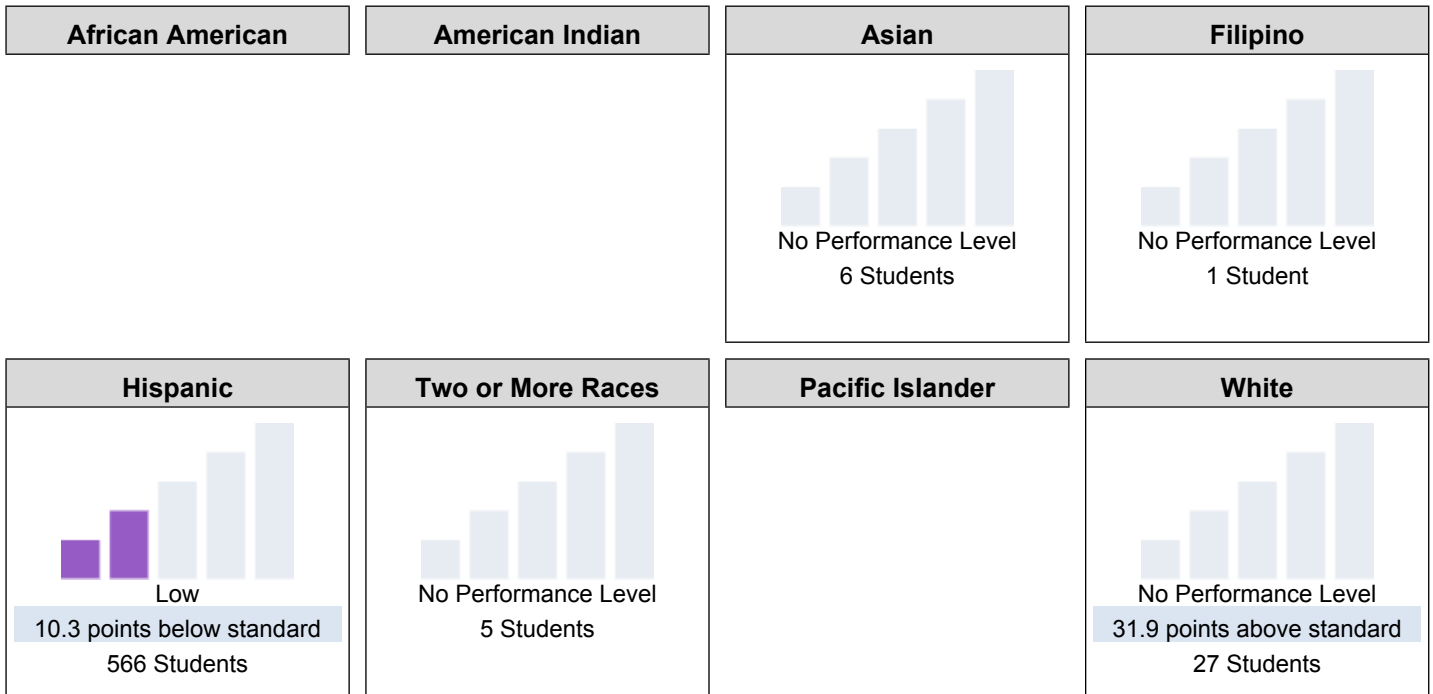 African American
American Indian
Asian
Filipino
No Performance Level
6 Students
No Performance Level
1 Student
Hispanic
Two or More Races
Pacific Islander
White
Low
10.3 points below standard
566 Students
No Performance Level
5 Students
No Performance Level
31.9 points above standard
27 Students